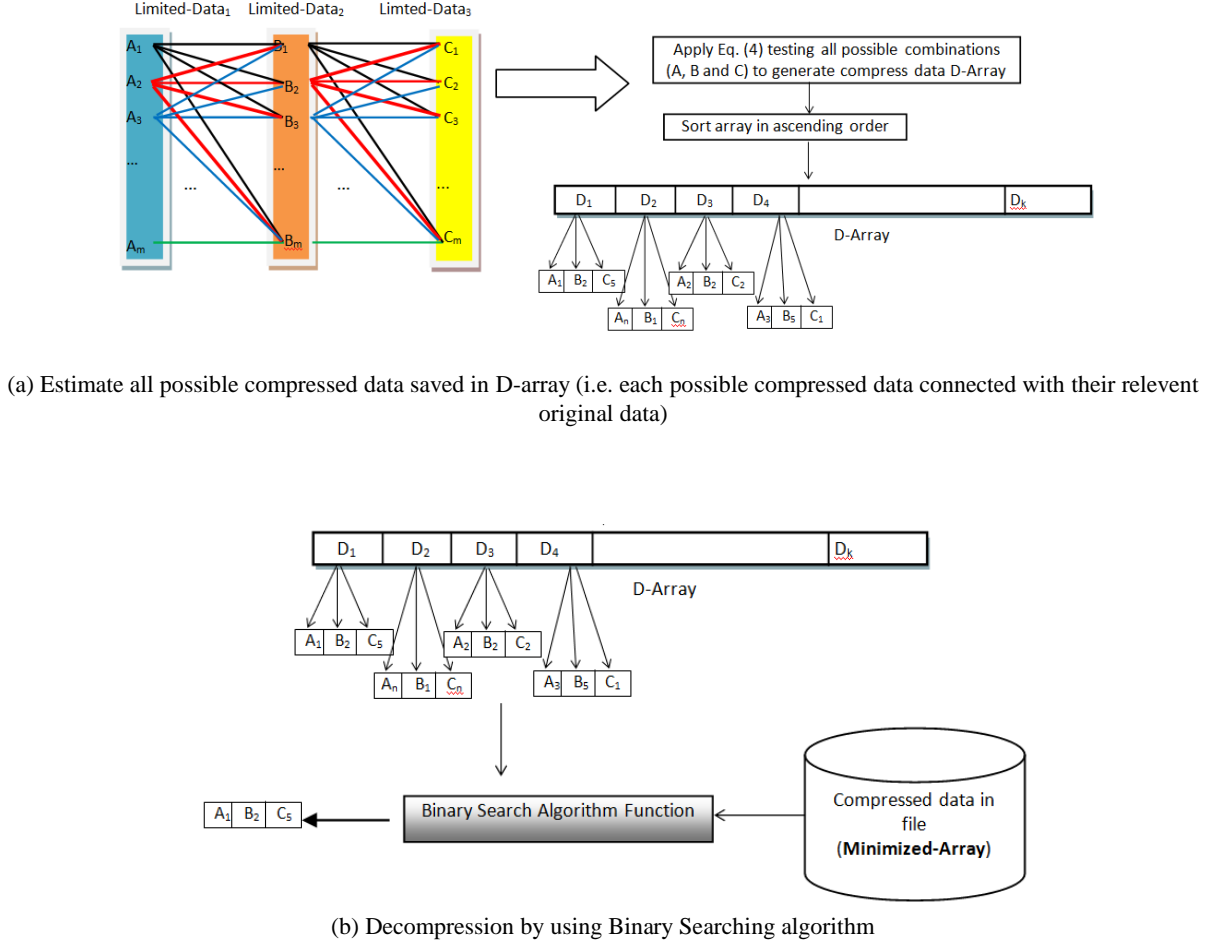 Limited-Data₁ Limited-Data₂ Limted-Data₃
A₁ B₁ C₁
A₂ B₂ C₂
A₃ B₃ C₃
... ... ...
... ...
Aₘ Bₘ Cₘ
Apply Eq. (4) testing all possible combinations
(A, B and C) to generate compress data D-Array
Sort array in ascending order
D₁ D₂ D₃ D₄ Dₖ
D-Array
A₁ B₂ C₅ A₂ B₂ C₂
Aₙ B₁ Cₙ A₃ B₅ C₁
(a) Estimate all possible compressed data saved in D-array (i.e. each possible compressed data connected with their relevent
original data)
D₁ D₂ D₃ D₄ Dₖ
D-Array
A₁ B₂ C₅ A₂ B₂ C₂
Aₙ B₁ Cₙ A₃ B₅ C₁
Compressed data in
file
(Minimized-Array)
Binary Search Algorithm Function
A₁ B₂ C₅
(b) Decompression by using Binary Searching algorithm